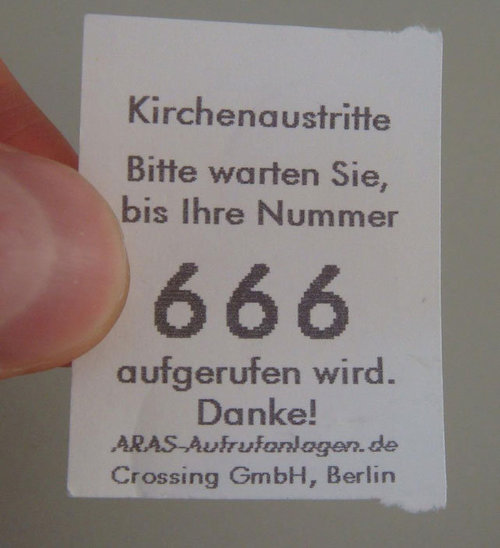 Kirchenaustritte
Bitte warten Sie,
bis Ihre Nummer
666
aufgerufen wird.
Danke!
ARAS-Aufrufanlagen.de
Crossing GmbH, Berlin